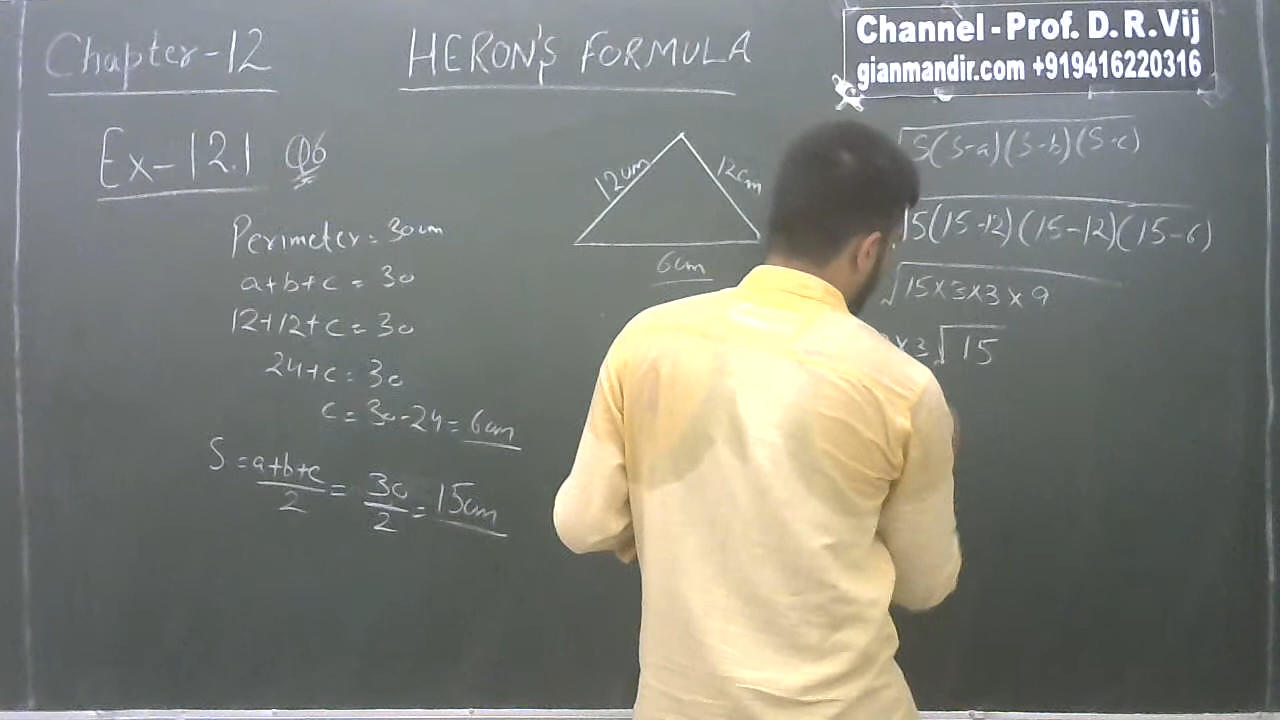 Chapter-12
HERON'S FORMULA
Channel - Prof. D. R. Vij
gianmandir.com +919416220316
Ex-12.1 Q6
Perimeter = 30cm
a+b+c = 30
12+12+c = 30
24+c = 30
c = 30-24 = 6cm
S = a+b+c/2 = 30/2 = 15cm
12cm
12cm
6cm
√S(S-a)(S-b)(S-c)
√15(15-12)(15-12)(15-6)
√15×3×3×9
×3√15